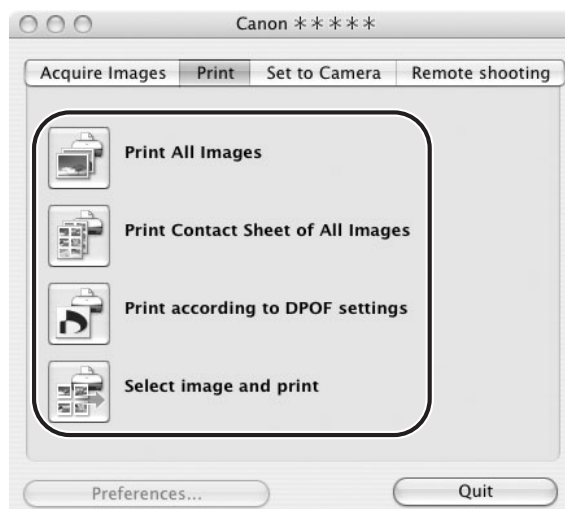 Canon *****
Acquire Images Print Set to Camera Remote shooting
Print All Images
Print Contact Sheet of All Images
Print according to DPOF settings
Select image and print
Preferences... Quit